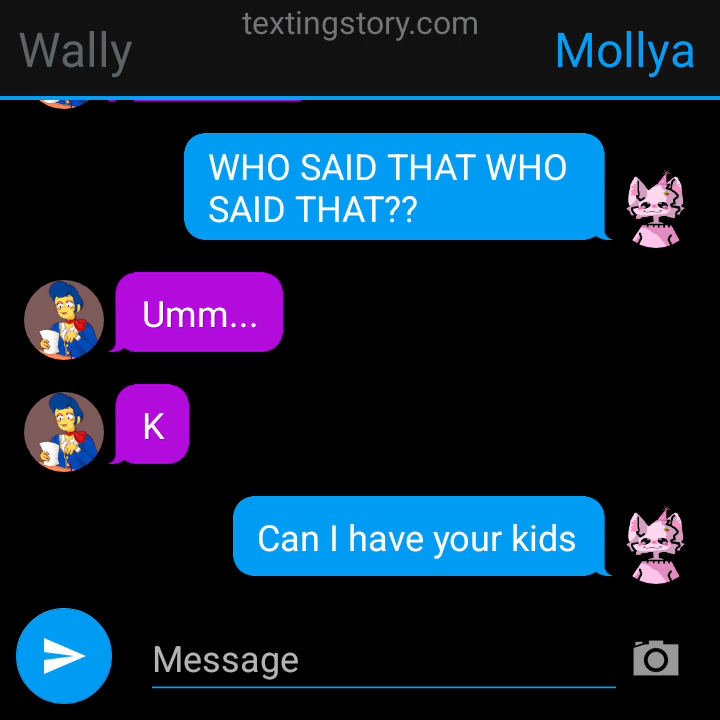 textingstory.com
Wally
Mollya
WHO SAID THAT WHO
SAID THAT??
Umm...
K
Can I have your kids
Message